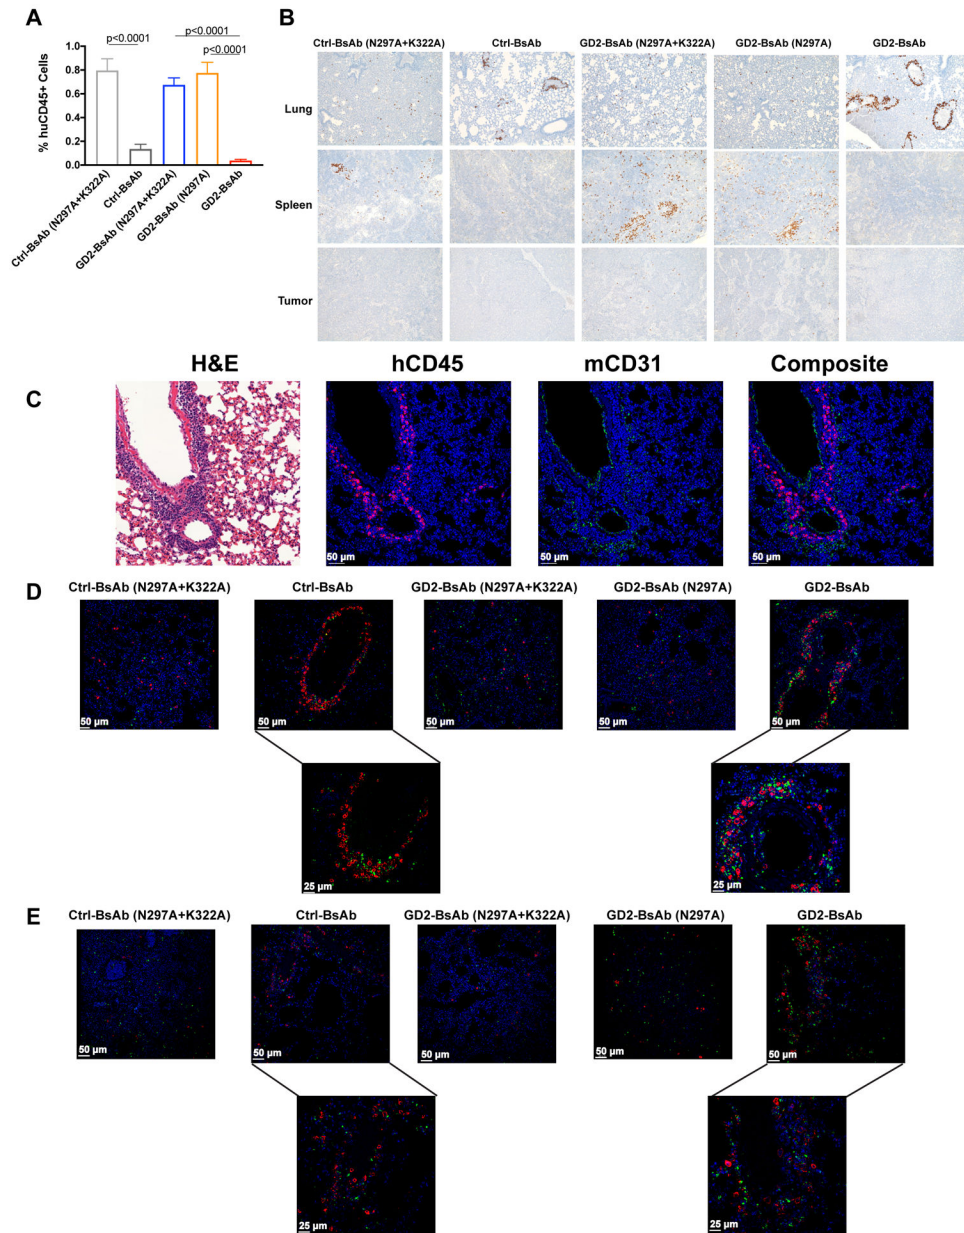 A
p<0.0001
p<0.0001
p<0.0001
% huCD45+ Cells
1.0
0.8
0.6
0.4
0.2
0.0
Ctrl-BsAb (N297A+K322A)
Ctrl-BsAb
GD2-BsAb (N297A+K322A)
GD2-BsAb (N297A)
GD2-BsAb
B
Ctrl-BsAb (N297A+K322A)
Ctrl-BsAb
GD2-BsAb (N297A+K322A)
GD2-BsAb (N297A)
GD2-BsAb
Lung
Spleen
Tumor
C
H&E
hCD45
mCD31
Composite
50 µm
50 µm
50 µm
D
Ctrl-BsAb (N297A+K322A)
Ctrl-BsAb
GD2-BsAb (N297A+K322A)
GD2-BsAb (N297A)
GD2-BsAb
50 µm
50 µm
50 µm
50 µm
50 µm
25 µm
25 µm
E
Ctrl-BsAb (N297A+K322A)
Ctrl-BsAb
GD2-BsAb (N297A+K322A)
GD2-BsAb (N297A)
GD2-BsAb
50 µm
50 µm
50 µm
50 µm
50 µm
25 µm
25 µm